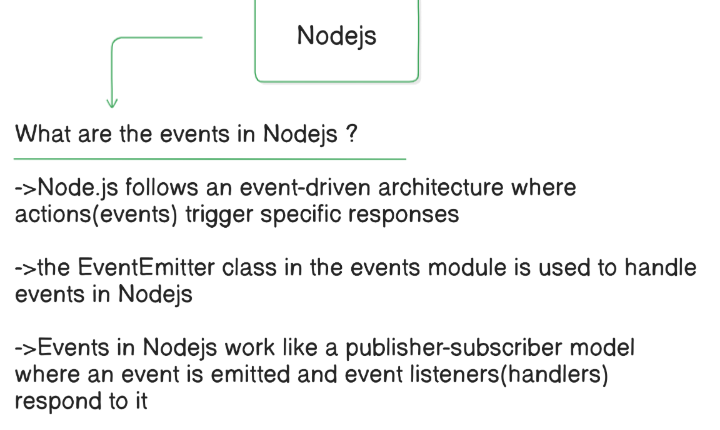 Nodejs
What are the events in Nodejs ?
->Node.js follows an event-driven architecture where
actions(events) trigger specific responses
->the EventEmitter class in the events module is used to handle
events in Nodejs
->Events in Nodejs work like a publisher-subscriber model
where an event is emitted and event listeners(handlers)
respond to it